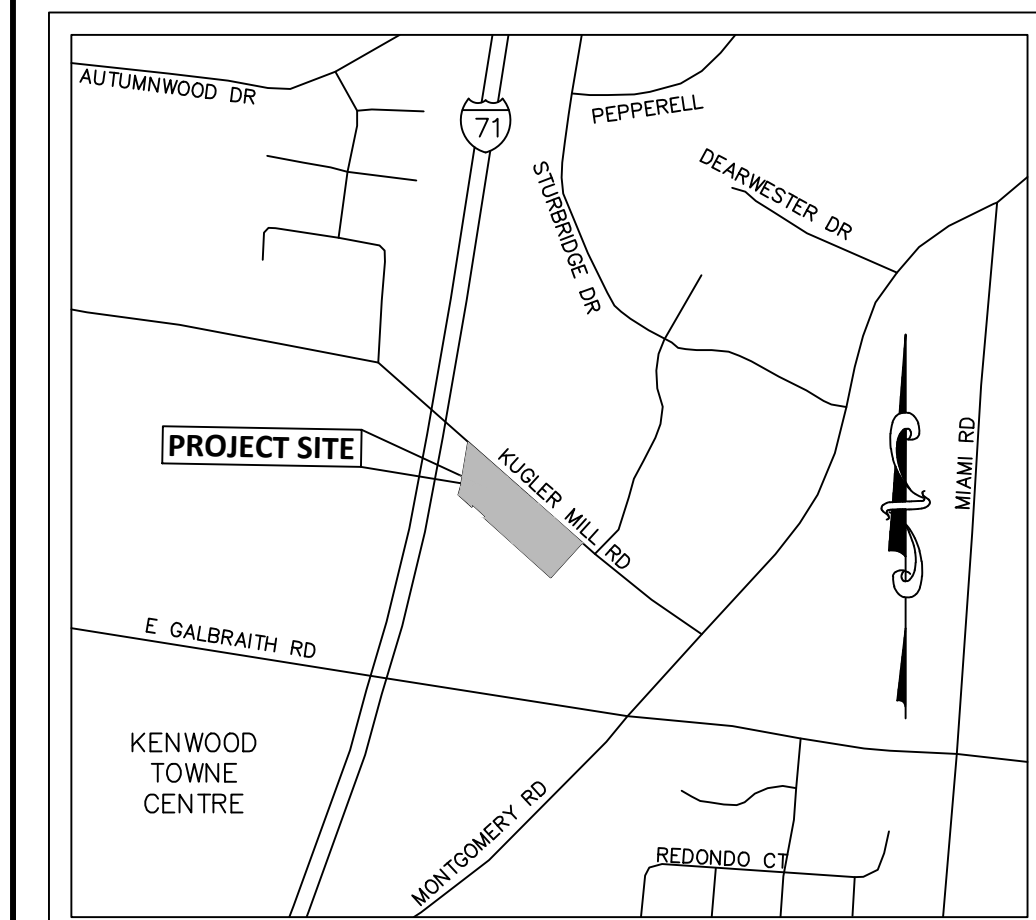 AUTUMNWOOD DR
71
PEPPERELL
DEARWESTER DR
STURBRIDGE DR
PROJECT SITE
KUGLER MILL RD
MIAMI RD
E GALBRAITH RD
KENWOOD
TOWNE
CENTRE
MONTGOMERY RD
REDONDO CT